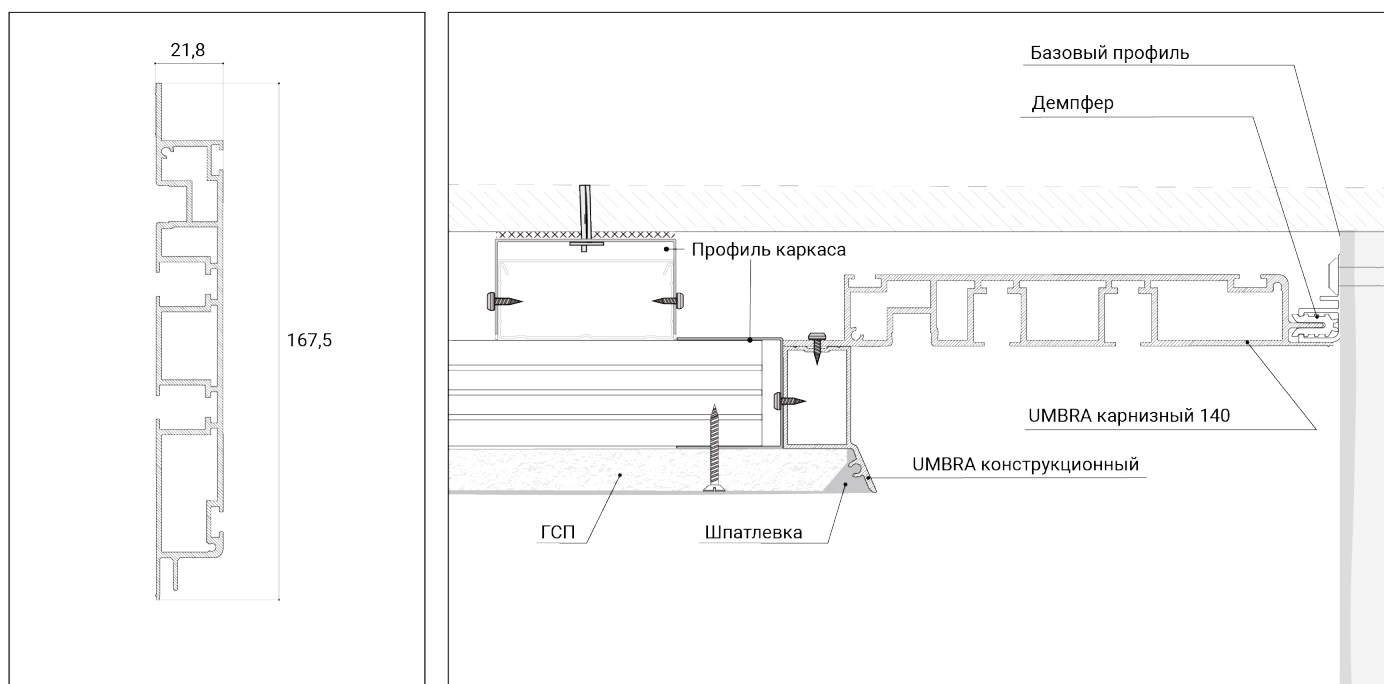 21,8
167,5
Базовый профиль
Демпфер
Профиль каркаса
UMBRA карнизный 140
UMBRA конструкционный
ГСП
Шпатлевка